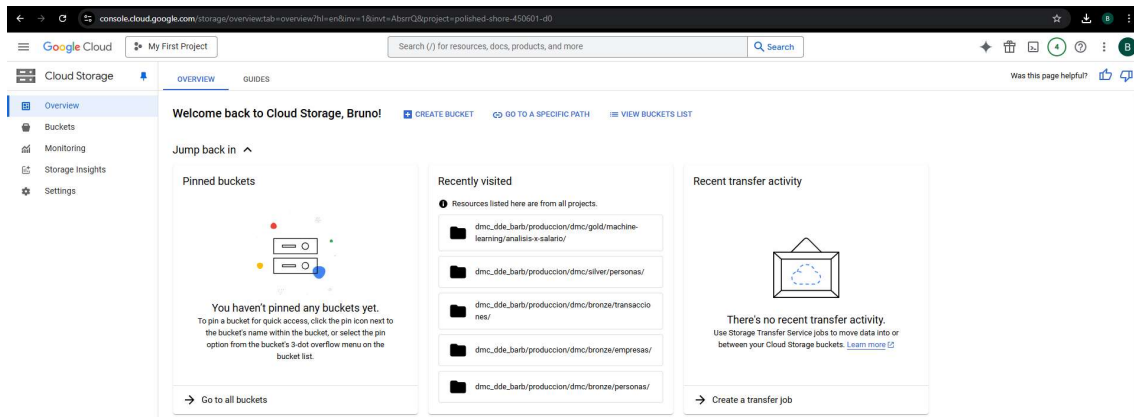 console.cloud.google.com/storage/overview;tab=overview?hl=en&inv=1&invt=AbsrrQ&project=polished-shore-450601-d0
B
Google Cloud
My First Project
Search (/) for resources, docs, products, and more
Search
4
B
Cloud Storage
OVERVIEW
GUIDES
Was this page helpful?
Overview
Buckets
Monitoring
Storage Insights
Settings
Welcome back to Cloud Storage, Bruno!
CREATE BUCKET
GO TO A SPECIFIC PATH
VIEW BUCKETS LIST
Jump back in
Pinned buckets
You haven't pinned any buckets yet.
To pin a bucket for quick access, click the pin icon next to
the bucket's name within the bucket, or select the pin
option from the bucket's 3-dot overflow menu on the
bucket list.
Go to all buckets
Recently visited
Resources listed here are from all projects.
dmc_dde_barb/produccion/dmc/gold/machine-
learning/analisis-x-salario/
dmc_dde_barb/produccion/dmc/silver/personas/
dmc_dde_barb/produccion/dmc/bronze/transaccio
nes/
dmc_dde_barb/produccion/dmc/bronze/empresas/
dmc_dde_barb/produccion/dmc/bronze/personas/
Recent transfer activity
There's no recent transfer activity.
Use Storage Transfer Service jobs to move data into or
between your Cloud Storage buckets. Learn more
Create a transfer job